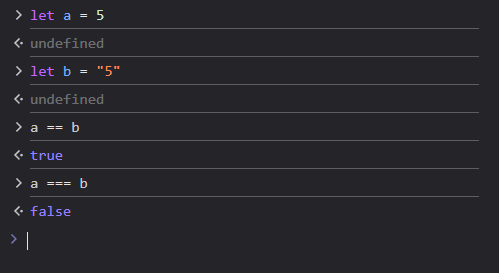 > let a = 5
<· undefined
> let b = "5"
<· undefined
> a == b
<· true
> a === b
<· false
>